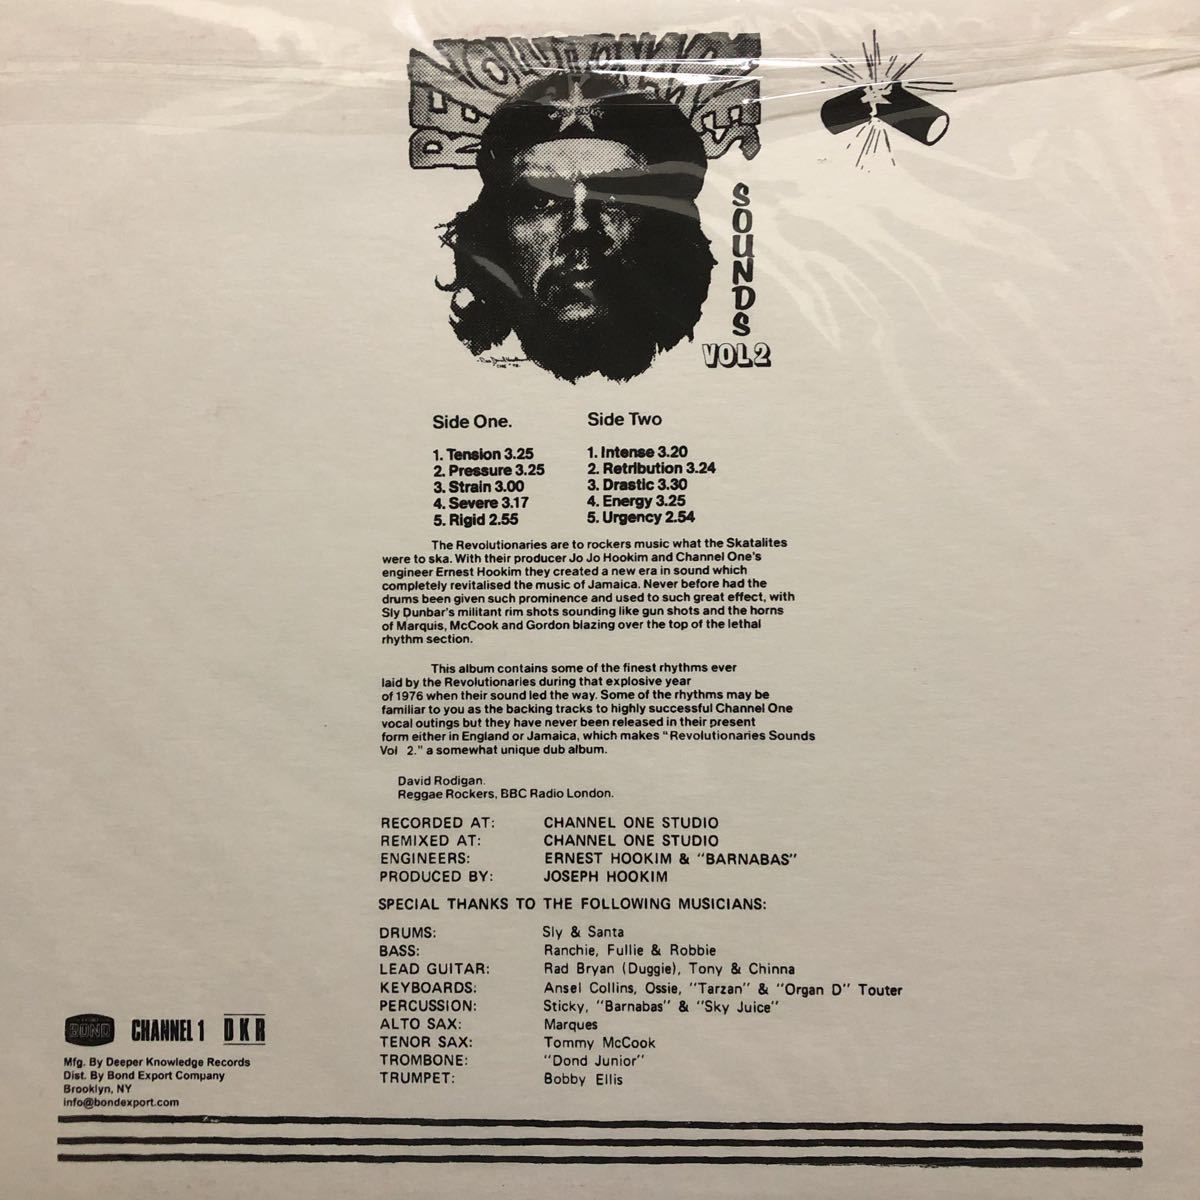 REVOLUTIONARIES
SOUNDS
VOL 2
Side One.
1. Tension 3.25
2. Pressure 3.25
3. Strain 3.00
4. Severe 3.17
5. Rigid 2.55
Side Two
1. Intense 3.20
2. Retribution 3.24
3. Drastic 3.30
4. Energy 3.25
5. Urgency 2.54
The Revolutionaries are to rockers music what the Skatalites
were to ska. With their producer Jo Jo Hookim and Channel One's
engineer Ernest Hookim they created a new era in sound which
completely revitalised the music of Jamaica. Never before had the
drums been given such prominence and used to such great effect, with
Sly Dunbar's militant rim shots sounding like gun shots and the horns
of Marquis, McCook and Gordon blazing over the top of the lethal
rhythm section.
This album contains some of the finest rhythms ever
laid by the Revolutionaries during that explosive year
of 1976 when their sound led the way. Some of the rhythms may be
familiar to you as the backing tracks to highly successful Channel One
vocal outings but they have never been released in their present
form either in England or Jamaica, which makes "Revolutionaries Sounds
Vol 2." a somewhat unique dub album.
David Rodigan.
Reggae Rockers, BBC Radio London.
RECORDED AT: CHANNEL ONE STUDIO
REMIXED AT: CHANNEL ONE STUDIO
ENGINEERS: ERNEST HOOKIM & "BARNABAS"
PRODUCED BY: JOSEPH HOOKIM
SPECIAL THANKS TO THE FOLLOWING MUSICIANS:
DRUMS: Sly & Santa
BASS: Ranchie, Fullie & Robbie
LEAD GUITAR: Rad Bryan (Duggie), Tony & Chinna
KEYBOARDS: Ansel Collins, Ossie, "Tarzan" & "Organ D" Touter
PERCUSSION: Sticky, "Barnabas" & "Sky Juice"
ALTO SAX: Marques
TENOR SAX: Tommy McCook
TROMBONE: "Dond Junior"
TRUMPET: Bobby Ellis
BOND CHANNEL 1 DKR
Mfg. By Deeper Knowledge Records
Dist. By Bond Export Company
Brooklyn, NY
info@bondexport.com